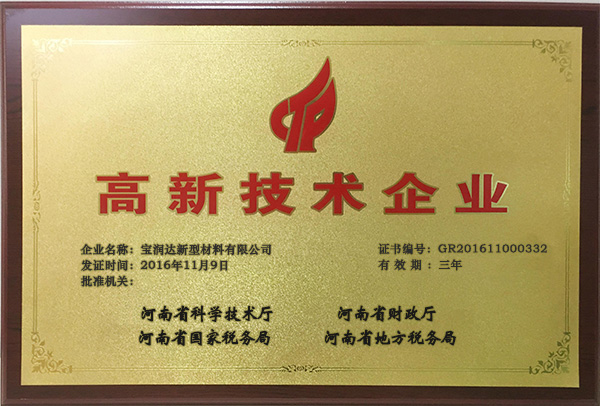 高新技术企业
企业名称：宝润达新型材料有限公司 证书编号：GR201611000332
发证时间：2016年11月9日 有效期：三年
批准机关：
河南省科学技术厅 河南省财政厅
河南省国家税务局 河南省地方税务局